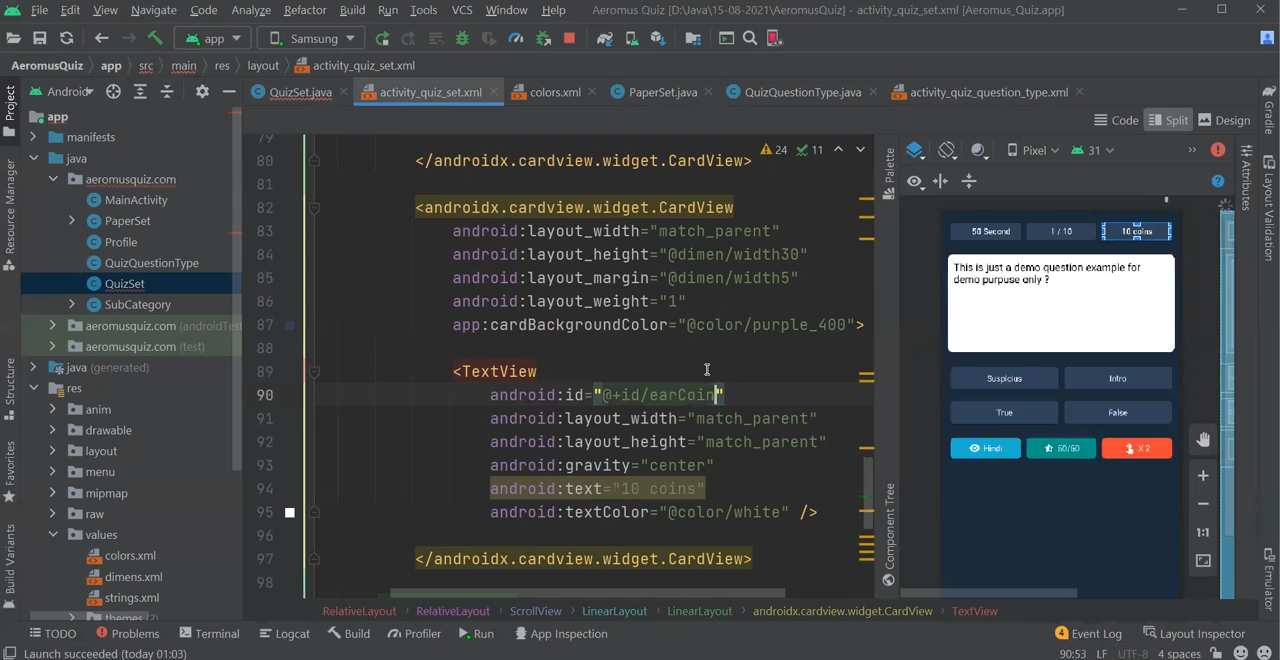 File Edit View Navigate Code Analyze Refactor Build Run Tools VCS Window Help Aeromus Quiz [D:\Java\15-08-2021\AeromusQuiz] - activity_quiz_set.xml [Aeromus_Quiz.app]
app Samsung
AeromusQuiz app src main res layout activity_quiz_set.xml
Android QuizSet.java activity_quiz_set.xml colors.xml PaperSet.java QuizQuestionType.java activity_quiz_question_type.xml
Code Split Design
Project
Resource Manager
Structure
Favorites
Build Variants
app
manifests
java
aeromusquiz.com
MainActivity
PaperSet
Profile
QuizQuestionType
QuizSet
SubCategory
aeromusquiz.com (androidTest
aeromusquiz.com (test)
java (generated)
res
anim
drawable
layout
menu
mipmap
raw
values
colors.xml
dimens.xml
strings.xml
themes (2)
24 11
79
80 </androidx.cardview.widget.CardView>
81
82 <androidx.cardview.widget.CardView
83 android:layout_width="match_parent"
84 android:layout_height="@dimen/width30"
85 android:layout_margin="@dimen/width5"
86 android:layout_weight="1"
87 app:cardBackgroundColor="@color/purple_400">
88
89 <TextView
90 android:id="@+id/earCoin"
91 android:layout_width="match_parent"
92 android:layout_height="match_parent"
93 android:gravity="center"
94 android:text="10 coins"
95 android:textColor="@color/white" />
96
97 </androidx.cardview.widget.CardView>
98
RelativeLayout RelativeLayout ScrollView LinearLayout LinearLayout androidx.cardview.widget.CardView TextView
Palette
Component Tree
Pixel 31
50 Second 1 / 10 10 coins
This is just a demo question example for
demo purpuse only ?
Suspicius Intro
True False
Hindi 50/50 X 2
1:1
Attributes
Gradle
Layout Validation
Emulator
TODO Problems Terminal Logcat Build Profiler Run App Inspection 4 Event Log Layout Inspector
Launch succeeded (today 01:03) 90:53 LF UTF-8 4 spaces